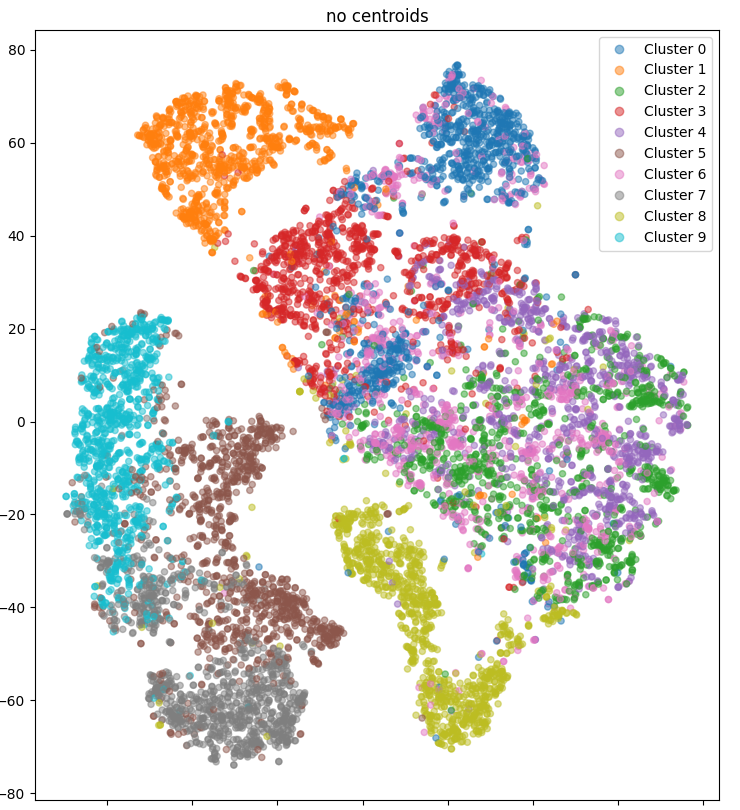 no centroids
80
60
40
20
0
−20
−40
−60
−80
Cluster 0
Cluster 1
Cluster 2
Cluster 3
Cluster 4
Cluster 5
Cluster 6
Cluster 7
Cluster 8
Cluster 9